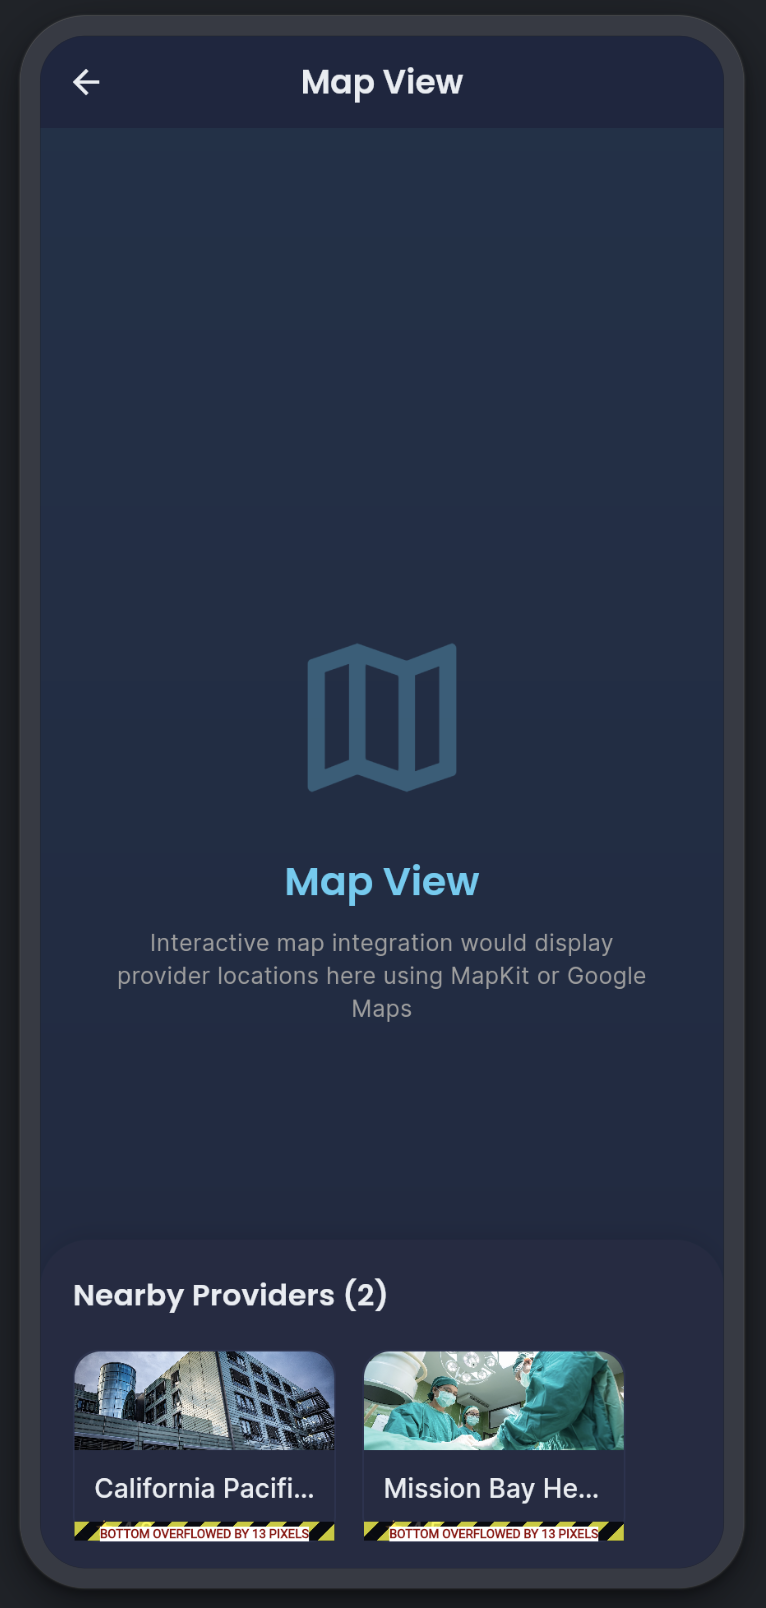 Map View
Map View
Interactive map integration would display
provider locations here using MapKit or Google
Maps
Nearby Providers (2)
California Pacifi...
Mission Bay He...
BOTTOM OVERFLOWED BY 13 PIXELS
BOTTOM OVERFLOWED BY 13 PIXELS